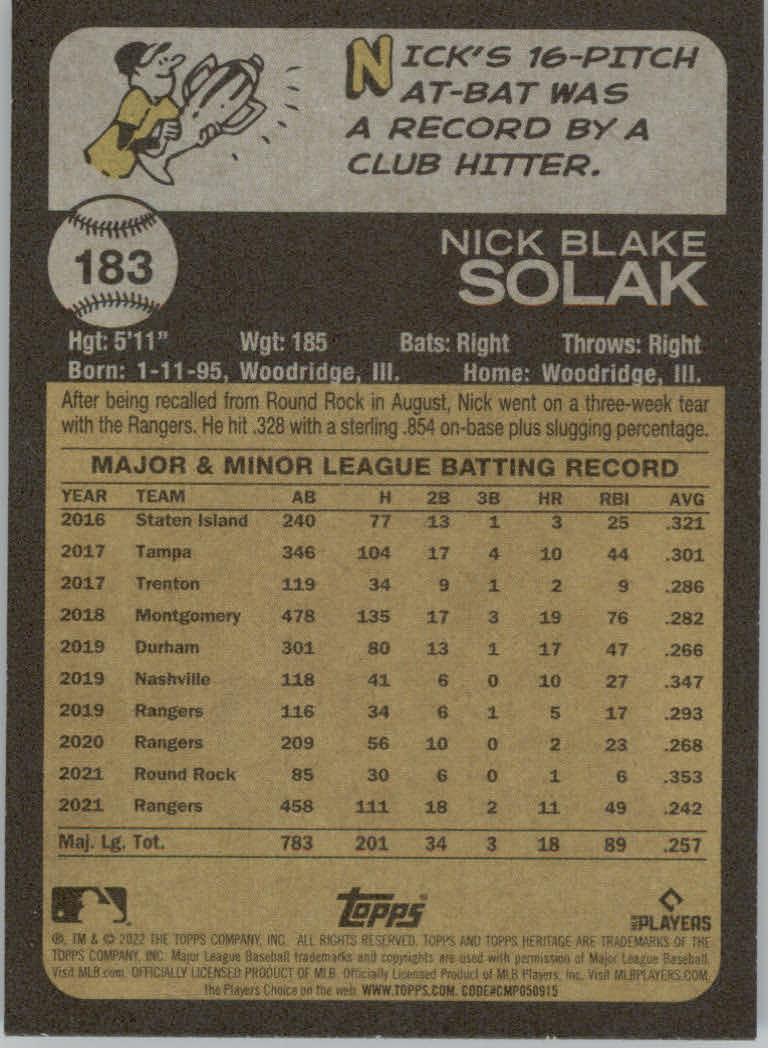 NICK'S 16-PITCH
AT-BAT WAS
A RECORD BY A
CLUB HITTER.
183
NICK BLAKE
SOLAK
Hgt: 5'11" Wgt: 185 Bats: Right Throws: Right
Born: 1-11-95, Woodridge, Ill. Home: Woodridge, Ill.
After being recalled from Round Rock in August, Nick went on a three-week tear
with the Rangers. He hit .328 with a sterling .854 on-base plus slugging percentage.
MAJOR & MINOR LEAGUE BATTING RECORD
YEAR TEAM AB H 2B 3B HR RBI AVG
2016 Staten Island 240 77 13 1 3 25 .321
2017 Tampa 346 104 17 4 10 44 .301
2017 Trenton 119 34 9 1 2 9 .286
2018 Montgomery 478 135 17 3 19 76 .282
2019 Durham 301 80 13 1 17 47 .266
2019 Nashville 118 41 6 0 10 27 .347
2019 Rangers 116 34 6 1 5 17 .293
2020 Rangers 209 56 10 0 2 23 .268
2021 Round Rock 85 30 6 0 1 6 .353
2021 Rangers 458 111 18 2 11 49 .242
Maj. Lg. Tot. 783 201 34 3 18 89 .257
Topps
MLB PLAYERS
®, TM & © 2022 THE TOPPS COMPANY, INC. ALL RIGHTS RESERVED. TOPPS AND TOPPS HERITAGE ARE TRADEMARKS OF THE
TOPPS COMPANY, INC. Major League Baseball trademarks and copyrights are used with permission of Major League Baseball.
Visit MLB.com. OFFICIALLY LICENSED PRODUCT OF MLB. Officially Licensed Product of MLB Players, Inc. Visit MLBPLAYERS.COM,
the Players Choice on the web. WWW.TOPPS.COM. CODE#CMP050915